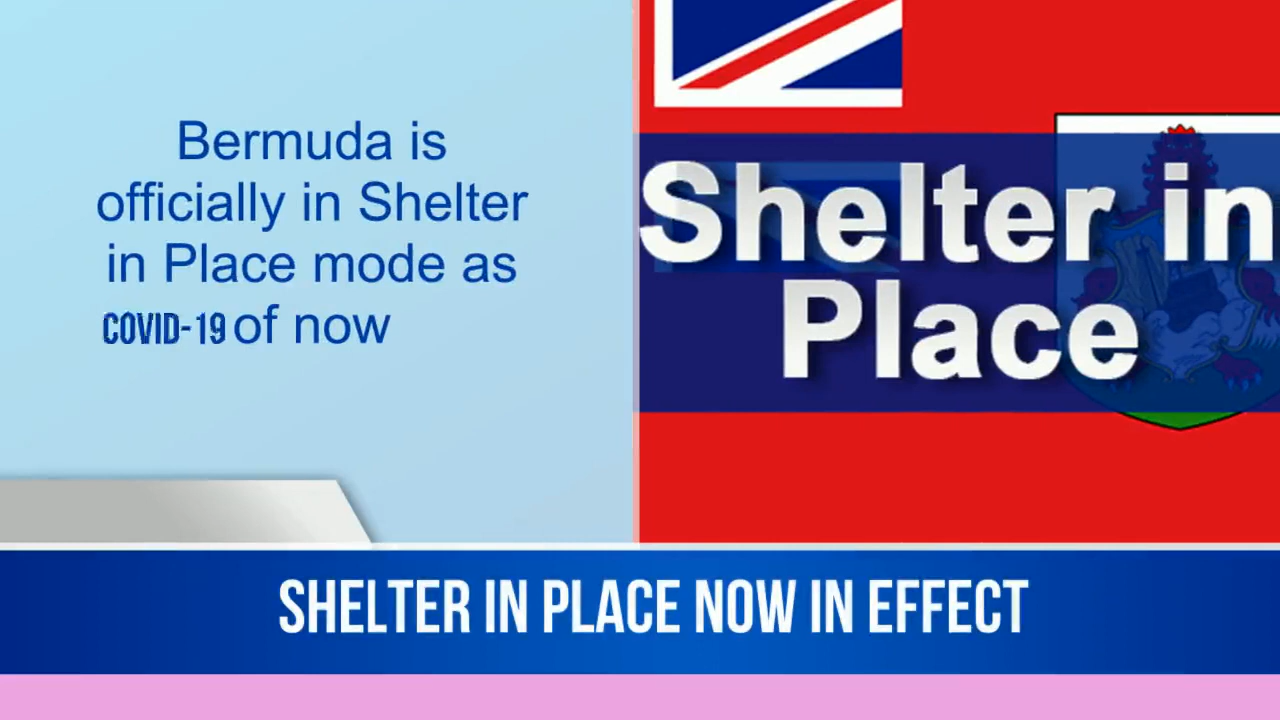 Bermuda is
officially in Shelter
in Place mode as
COVID-19 of now
Shelter in
Place
SHELTER IN PLACE NOW IN EFFECT